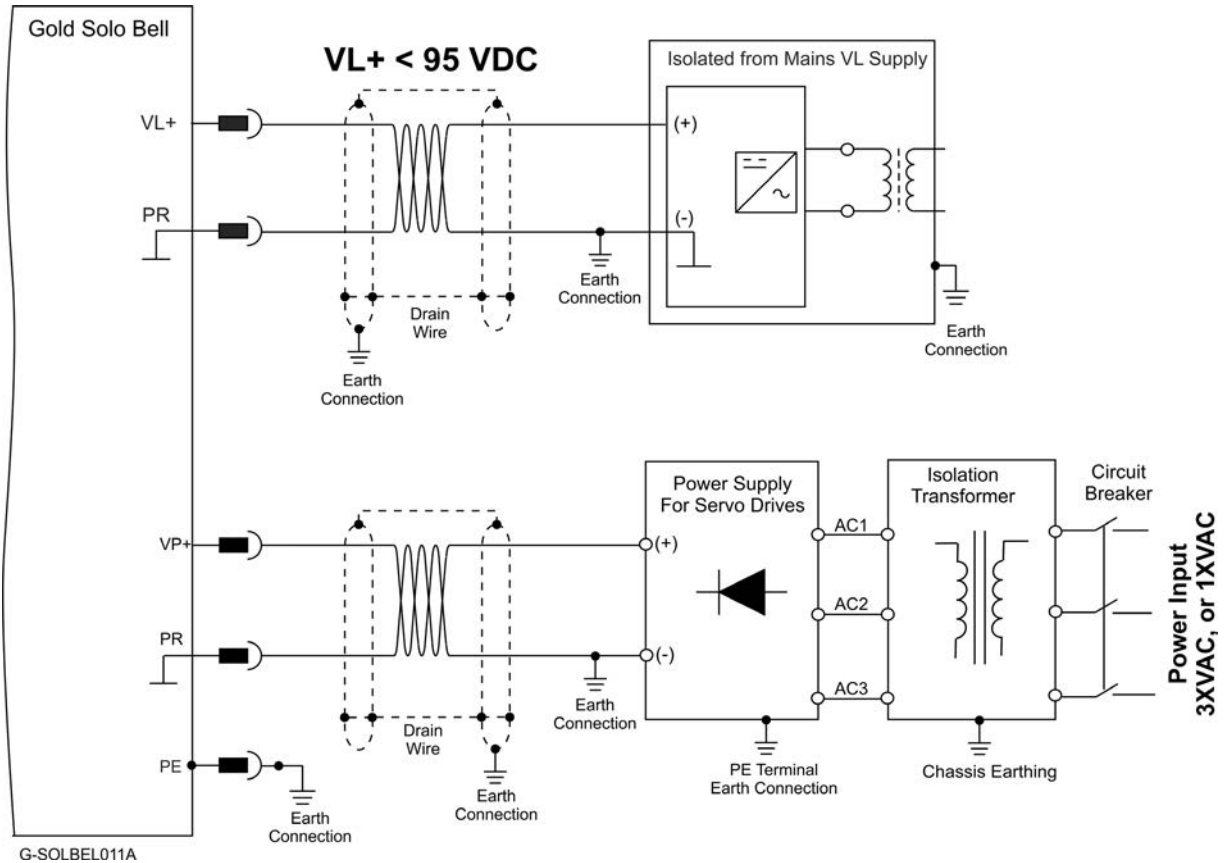 Gold Solo Bell
VL+ < 95 VDC
Isolated from Mains VL Supply
VL+
(+)
PR
(-)
Earth
Connection
Drain
Wire
Earth
Connection
Earth
Connection
Power Supply
For Servo Drives
Isolation
Transformer
Circuit
Breaker
VP+
(+)
AC1
AC2
PR
(-)
AC3
Earth
Connection
Drain
Wire
PE
Earth
Connection
Earth
Connection
PE Terminal
Earth Connection
Chassis Earthing
Power Input
3XVAC, or 1XVAC
G-SOLBEL011A